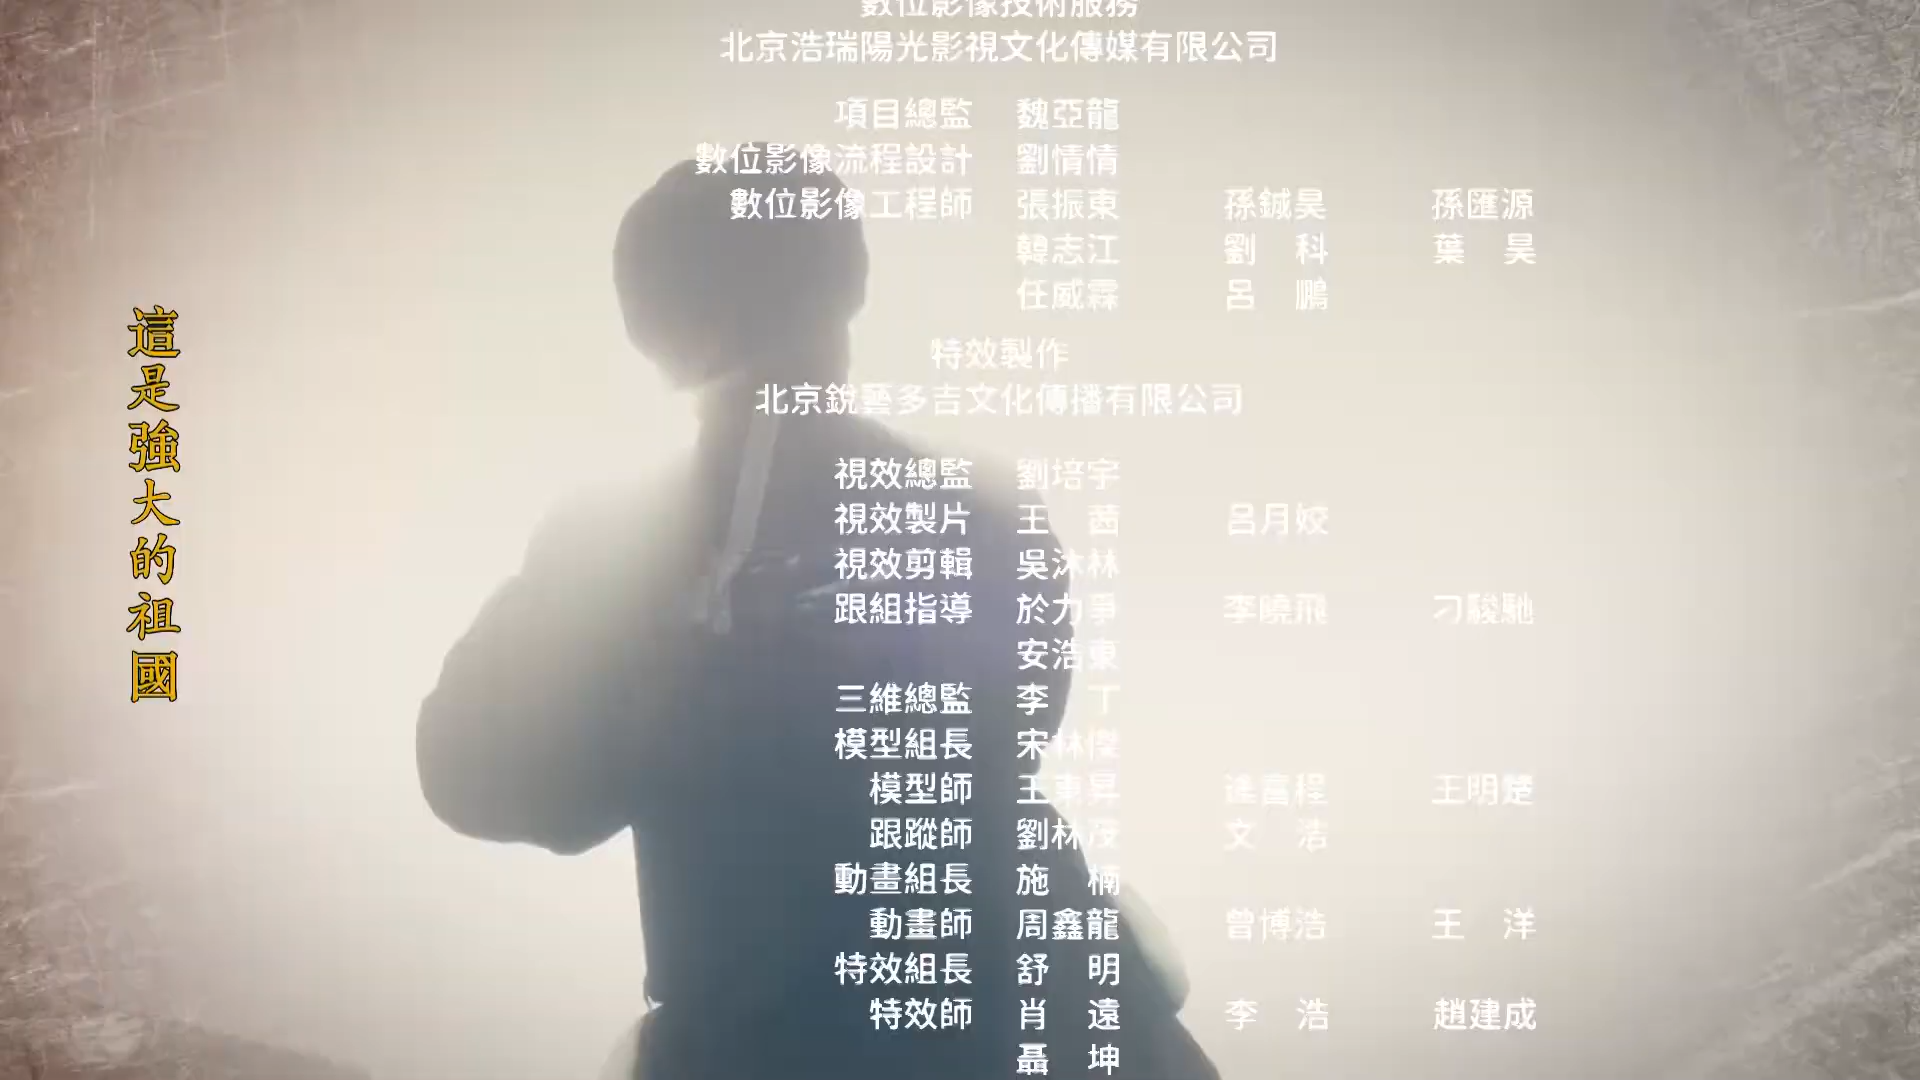 數位影像技術服務
北京浩瑞陽光影視文化傳媒有限公司
項目總監 魏亞龍
數位影像流程設計 劉情情
數位影像工程師 張振東 孫鋮昊 孫匯源
韓志江 劉 科 葉 昊
任威霖 呂 鵬
特效製作
北京銳藝多吉文化傳播有限公司
視效總監 劉培宇
視效製片 王 茜 呂月姣
視效剪輯 吳沐林
跟組指導 於力爭 李曉飛 刁駿馳
安浩東
三維總監 李 丁
模型組長 宋林傑
模型師 王東昇 逄富程 王明楚
跟蹤師 劉林茂 文 浩
動畫組長 施 楠
動畫師 周鑫龍 曾博浩 王 洋
特效組長 舒 明
特效師 肖 遠 李 浩 趙建成
聶 坤
這是強大的祖國